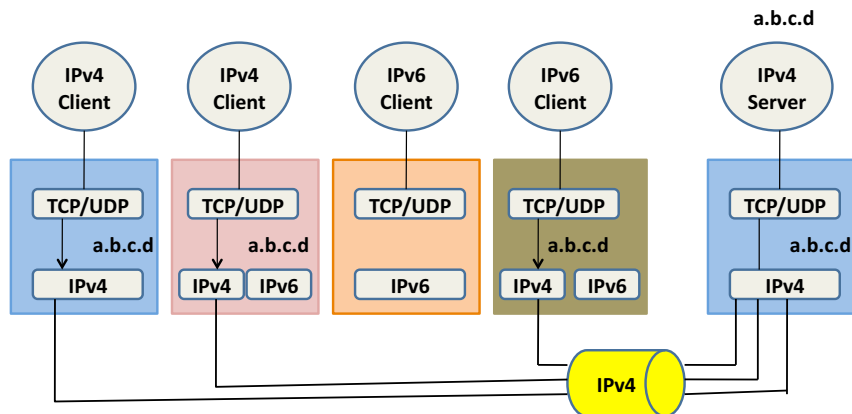 a.b.c.d
IPv4
Client
IPv4
Client
IPv6
Client
IPv6
Client
IPv4
Server
TCP/UDP
TCP/UDP
TCP/UDP
TCP/UDP
TCP/UDP
a.b.c.d
a.b.c.d
a.b.c.d
a.b.c.d
IPv4
IPv4
IPv6
IPv6
IPv4
IPv6
IPv4
IPv4